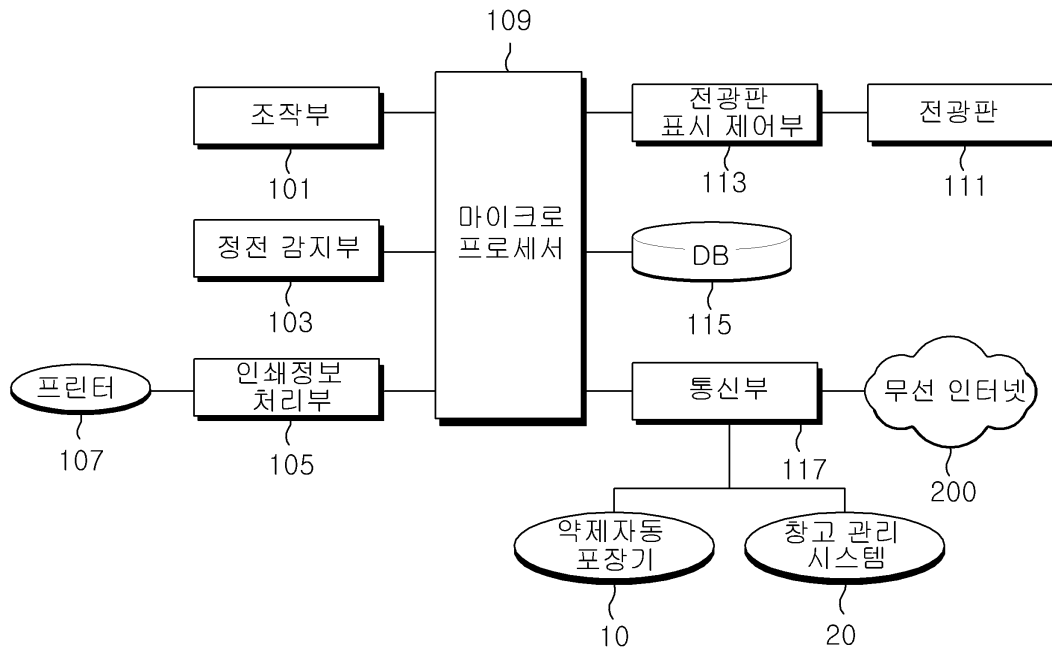 109
조작부
101
정전 감지부
103
프린터
107
인쇄정보
처리부
105
마이크로
프로세서
전광판
표시 제어부
113
전광판
111
DB
115
통신부
117
무선 인터넷
200
약제자동
포장기
10
창고 관리
시스템
20